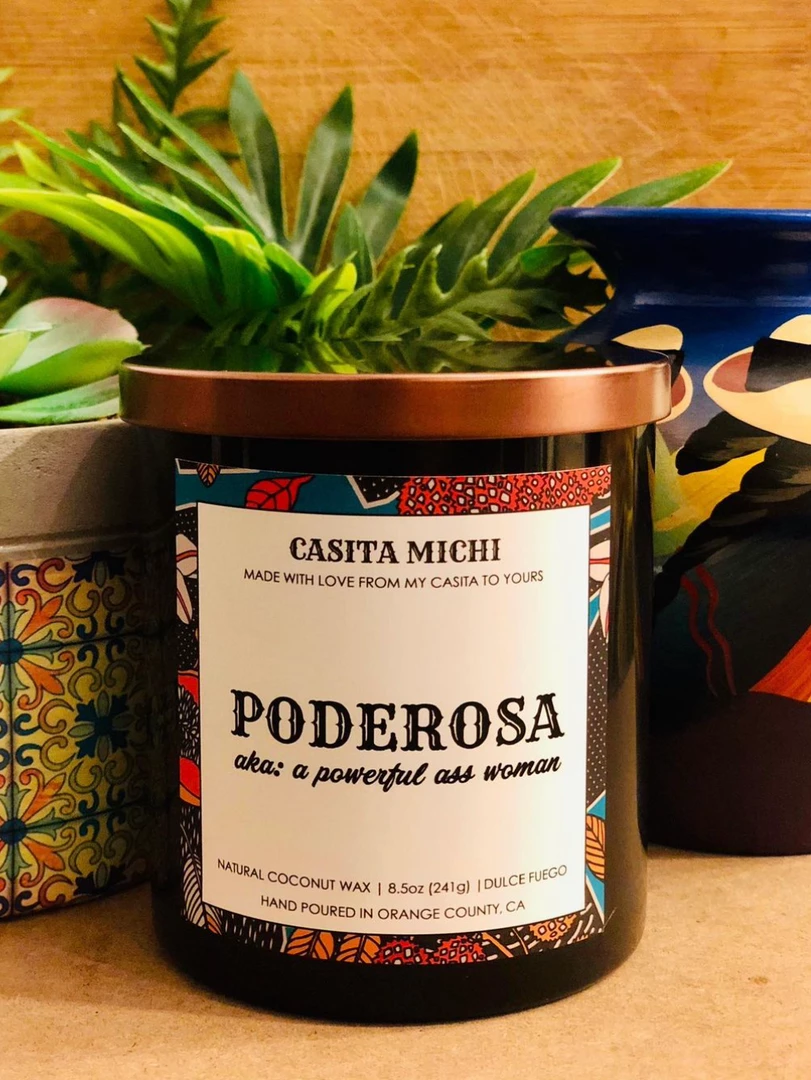 CASITA MICHI
MADE WITH LOVE FROM MY CASITA TO YOURS
PODEROSA
aka: a powerful ass woman
NATURAL COCONUT WAX | 8.5oz (241g) | DULCE FUEGO
HAND POURED IN ORANGE COUNTY, CA